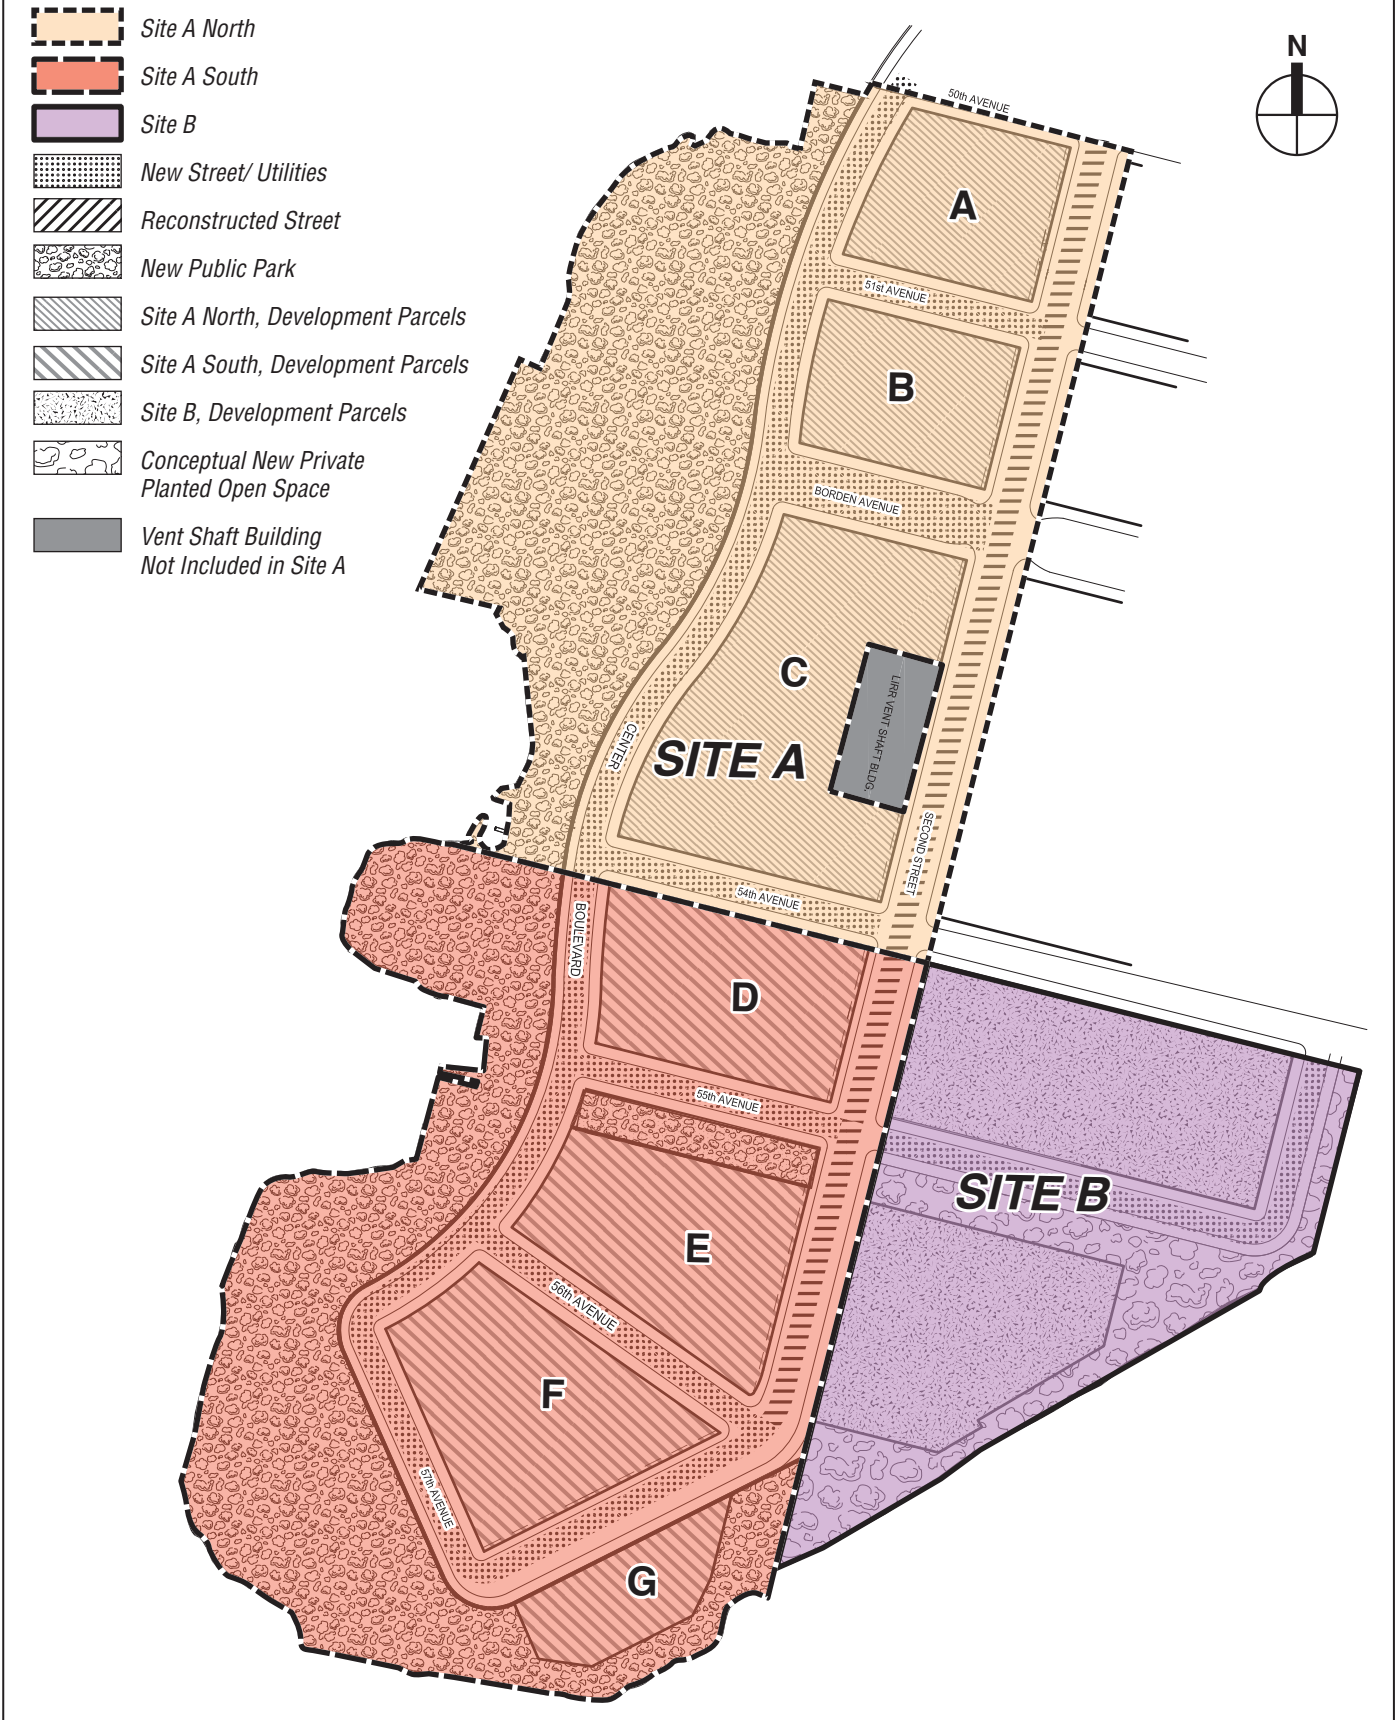 Site A North
Site A South
Site B
New Street/ Utilities
Reconstructed Street
New Public Park
Site A North, Development Parcels
Site A South, Development Parcels
Site B, Development Parcels
Conceptual New Private
Planted Open Space
Vent Shaft Building
Not Included in Site A
N
50th AVENUE
A
51st AVENUE
B
BORDEN AVENUE
C
LIRR VENT SHAFT BLDG.
CENTER
SITE A
SECOND STREET
54th AVENUE
BOULEVARD
D
55th AVENUE
SITE B
E
56th AVENUE
F
57th AVENUE
G